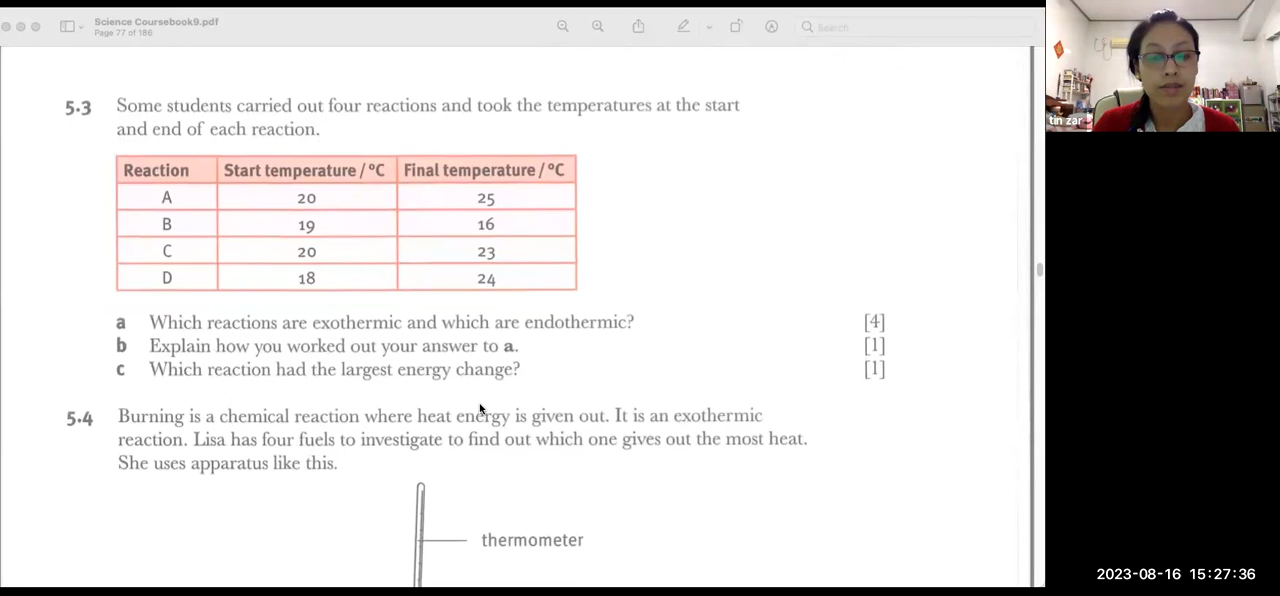 Science Coursebook9.pdf
Page 77 of 186
Search
tin zar
5.3 Some students carried out four reactions and took the temperatures at the start
and end of each reaction.
Reaction Start temperature / °C Final temperature / °C
A 20 25
B 19 16
C 20 23
D 18 24
a Which reactions are exothermic and which are endothermic? [4]
b Explain how you worked out your answer to a. [1]
c Which reaction had the largest energy change? [1]
5.4 Burning is a chemical reaction where heat energy is given out. It is an exothermic
reaction. Lisa has four fuels to investigate to find out which one gives out the most heat.
She uses apparatus like this.
thermometer
2023-08-16 15:27:36